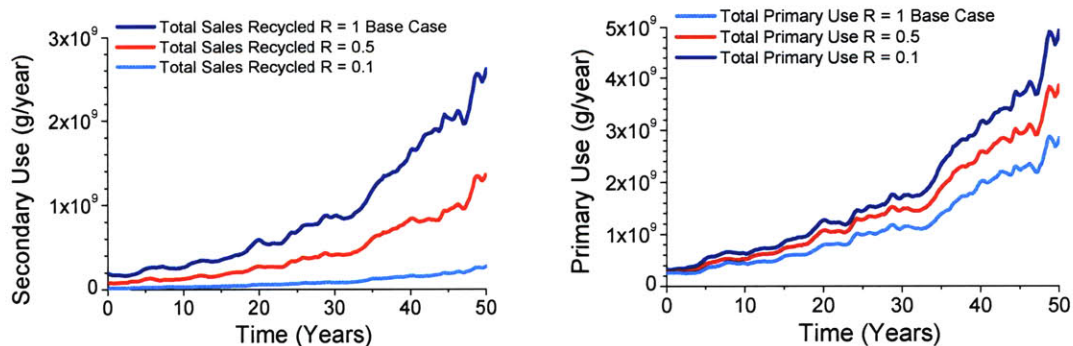 Total Sales Recycled R = 1 Base Case
Total Sales Recycled R = 0.5
Total Sales Recycled R = 0.1
3x10⁹
2x10⁹
1x10⁹
0
Secondary Use (g/year)
0 10 20 30 40 50
Time (Years)
Total Primary Use R = 1 Base Case
Total Primary Use R = 0.5
Total Primary Use R = 0.1
5x10⁹
4x10⁹
3x10⁹
2x10⁹
1x10⁹
0
Primary Use (g/year)
0 10 20 30 40 50
Time (Years)